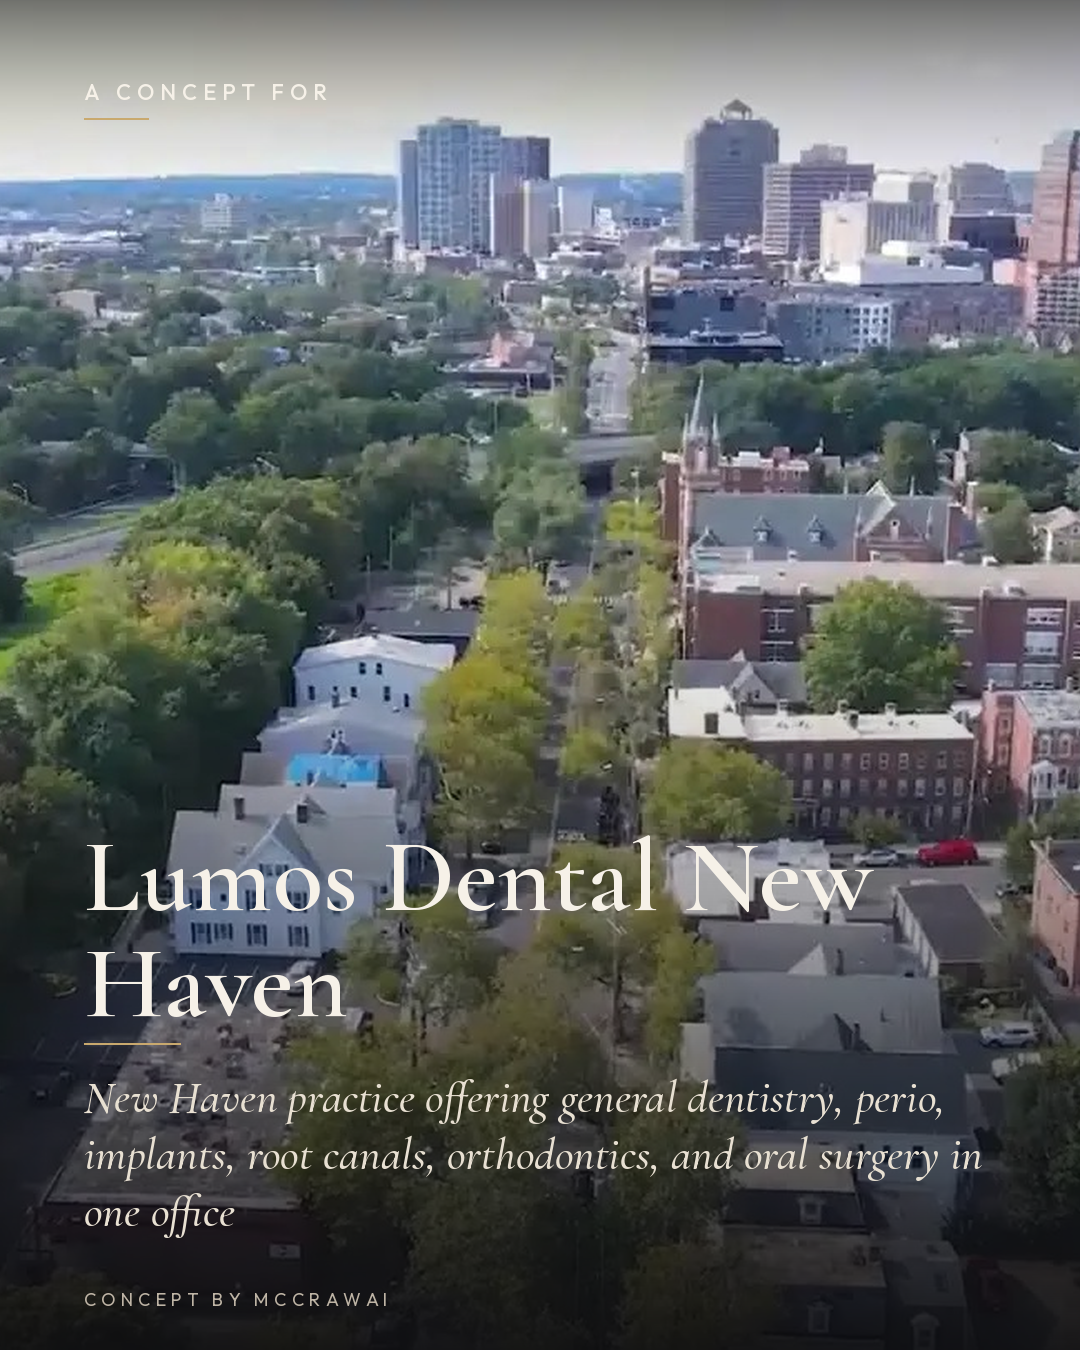 A CONCEPT FOR
Lumos Dental New
Haven
New Haven practice offering general dentistry, perio,
implants, root canals, orthodontics, and oral surgery in
one office
CONCEPT BY MCCRAWAI